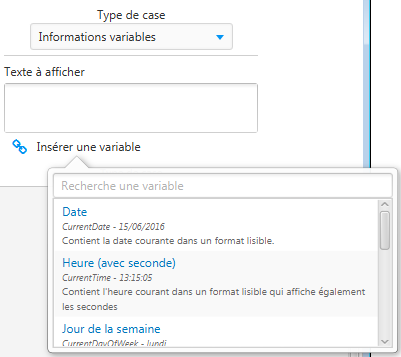 Type de case
Informations variables
Texte à afficher
Insérer une variable
Recherche une variable
Date
CurrentDate - 15/06/2016
Contient la date courante dans un format lisible.
Heure (avec seconde)
CurrentTime - 13:15:05
Contient l'heure courant dans un format lisible qui affiche également
les secondes
Jour de la semaine
CurrentDayOfWeek - lundi